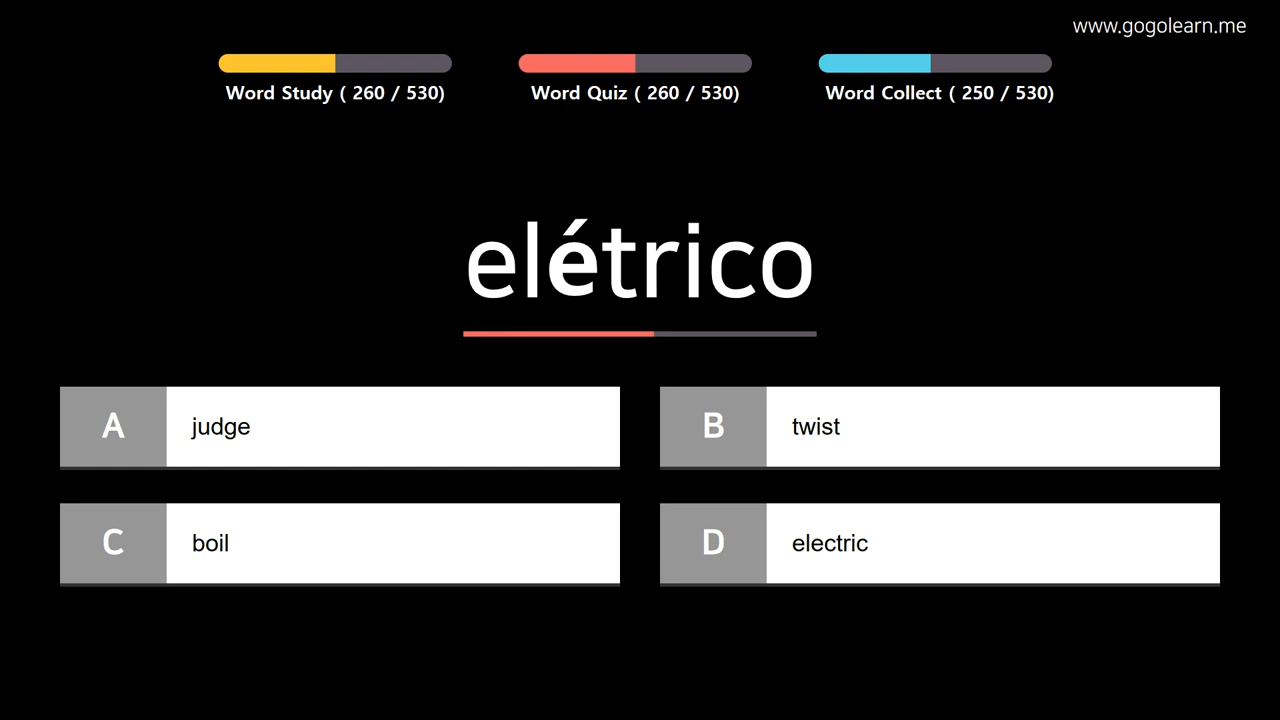 www.gogolearn.me
Word Study ( 260 / 530)
Word Quiz ( 260 / 530)
Word Collect ( 250 / 530)
elétrico
A judge
B twist
C boil
D electric